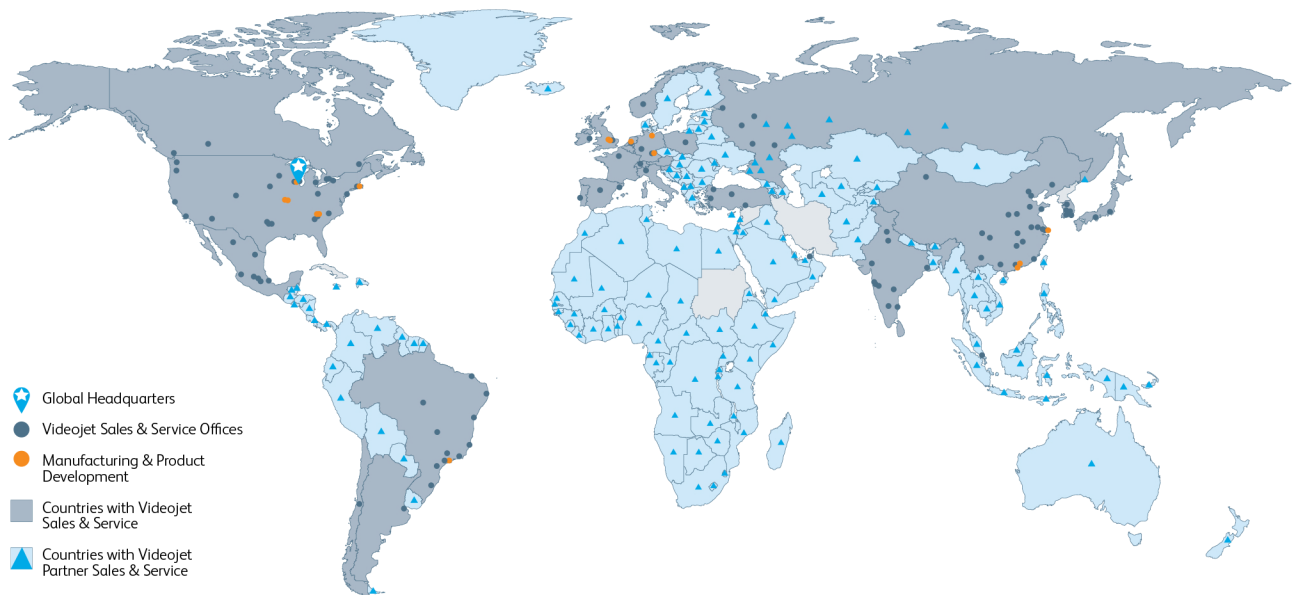 Global Headquarters
Videojet Sales & Service Offices
Manufacturing & Product
Development
Countries with Videojet
Sales & Service
Countries with Videojet
Partner Sales & Service